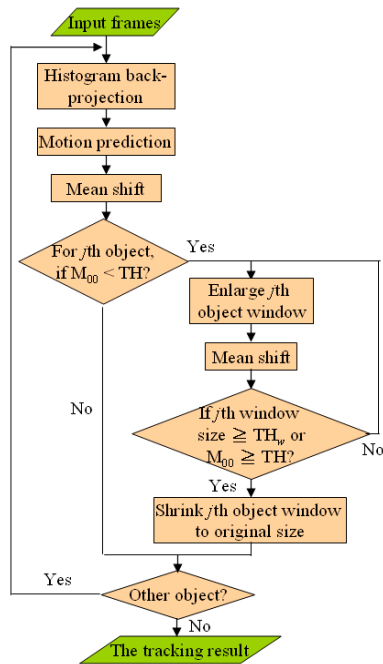 Input frames
Histogram back-
projection
Motion prediction
Mean shift
For jth object,
if M₀₀ < TH?
Yes
Enlarge jth
object window
Mean shift
No
If jth window
size ≧ TH_w or
M₀₀ ≧ TH?
No
Yes
Shrink jth object window
to original size
Yes
Other object?
No
The tracking result